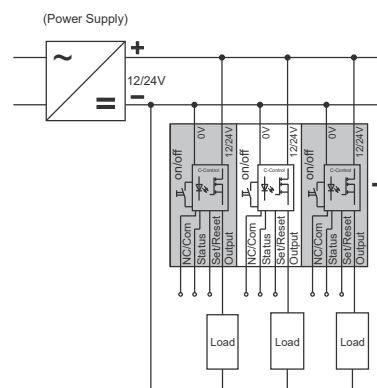 (Power Supply)
+
~
12/24V
=
−
0V
12/24V
0V
12/24V
0V
12/24V
on/off
on/off
on/off
C-Control
C-Control
C-Control
NC/Com
Status
Set/Reset
Output
NC/Com
Status
Set/Reset
Output
NC/Com
Status
Set/Reset
Output
Load
Load
Load